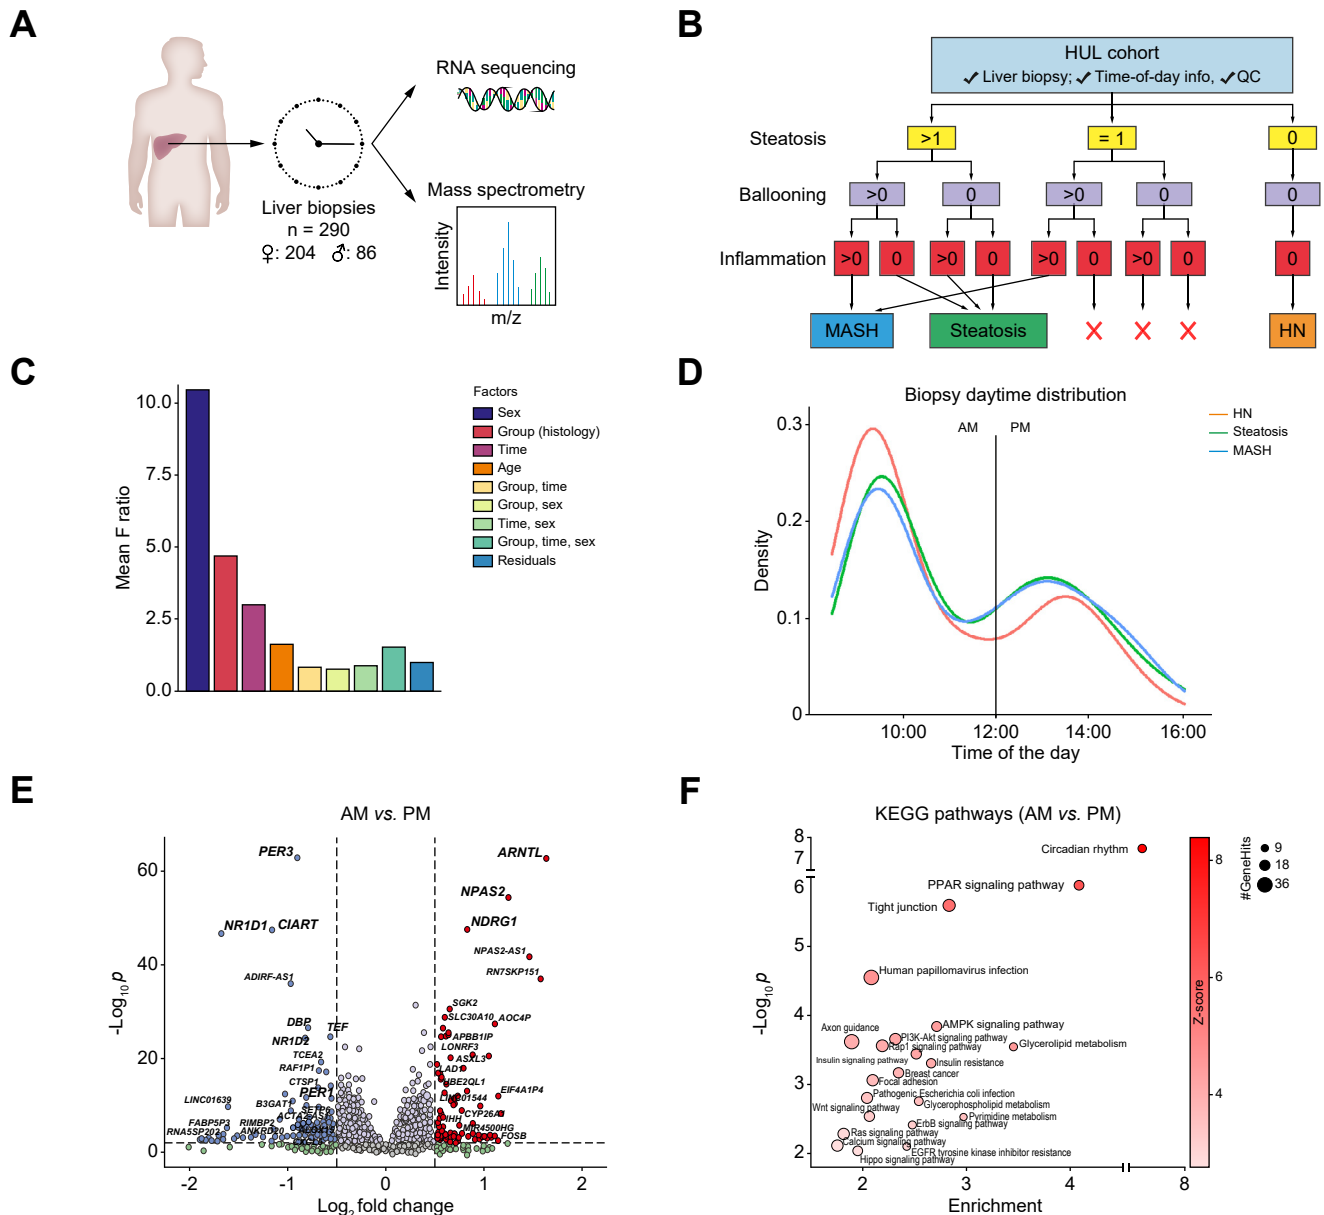 A
RNA sequencing
Mass spectrometry
Liver biopsies
n = 290
♀: 204 ♂: 86
Intensity
m/z
B
HUL cohort
✓ Liver biopsy; ✓ Time-of-day info, ✓ QC
Steatosis
>1
= 1
0
Ballooning
>0
0
>0
0
0
Inflammation
>0
0
>0
0
>0
0
>0
0
0
MASH
Steatosis
HN
C
Mean F ratio
10.0
7.5
5.0
2.5
0.0
Factors
Sex
Group (histology)
Time
Age
Group, time
Group, sex
Time, sex
Group, time, sex
Residuals
D
Biopsy daytime distribution
AM
PM
HN
Steatosis
MASH
Density
0.3
0.2
0.1
0
10:00
12:00
14:00
16:00
Time of the day
E
AM vs. PM
-Log10 p
60
40
20
0
PER3
ARNTL
NPAS2
NR1D1
CIART
NDRG1
NPAS2-AS1
ADIRF-AS1
RN7SKP151
SGK2
SLC30A10
AOC4P
DBP
TEF
NR1D2
APBB1IP
LONRF3
TCEA2
ASXL3
RAF1P1
LAD1
CTSP1
UBE2QL1
PER1
EIF4A1P4
LINC01639
B3GAT1
LINC01544
CYP26A1
ACTA2-AS1
FABP5P3
RIMBP2
IHH
RNA5SP202
ANKRD20
MIR4500HG
FOSB
-2
-1
0
1
2
Log2 fold change
F
KEGG pathways (AM vs. PM)
-Log10 p
8
7
6
5
4
3
2
Circadian rhythm
PPAR signaling pathway
Tight junction
Human papillomavirus infection
Axon guidance
AMPK signaling pathway
PI3K-Akt signaling pathway
Rap1 signaling pathway
Glycerolipid metabolism
Insulin signaling pathway
Insulin resistance
Breast cancer
Focal adhesion
Pathogenic Escherichia coli infection
Glycerophospholipid metabolism
Wnt signaling pathway
Pyrimidine metabolism
ErbB signaling pathway
Ras signaling pathway
Calcium signaling pathway
EGFR tyrosine kinase inhibitor resistance
Hippo signaling pathway
2
3
4
8
Enrichment
Z-score
8
6
4
#GeneHits
9
18
36